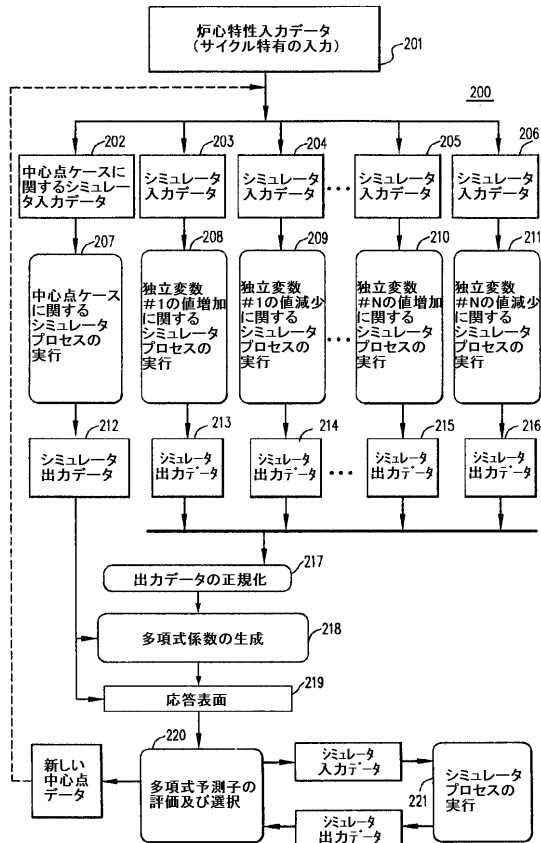 炉心特性入力データ
(サイクル特有の入力)
201
200
202
203
204
205
206
中心点ケースに
関するシミュレー
タ入力データ
シミュレータ
入力データ
シミュレータ
入力データ
...
シミュレータ
入力データ
シミュレータ
入力データ
207
208
209
210
211
中心点ケース
に関する
シミュレータ
プロセスの
実行
独立変数
#1の値増加
に関する
シミュレータ
プロセスの
実行
独立変数
#1の値減少
に関する
シミュレータ
プロセスの
実行
...
独立変数
#Nの値増加
に関する
シミュレータ
プロセスの
実行
独立変数
#Nの値減少
に関する
シミュレータ
プロセスの
実行
212
213
214
215
216
シミュレータ
出力データ
シミュレータ
出力データ
シミュレータ
出力データ
...
シミュレータ
出力データ
シミュレータ
出力データ
217
出力データの正規化
218
多項式係数の生成
219
応答表面
220
新しい
中心点
データ
多項式予測子の
評価及び選択
シミュレータ
入力データ
シミュレータ
出力データ
221
シミュレータ
プロセスの
実行